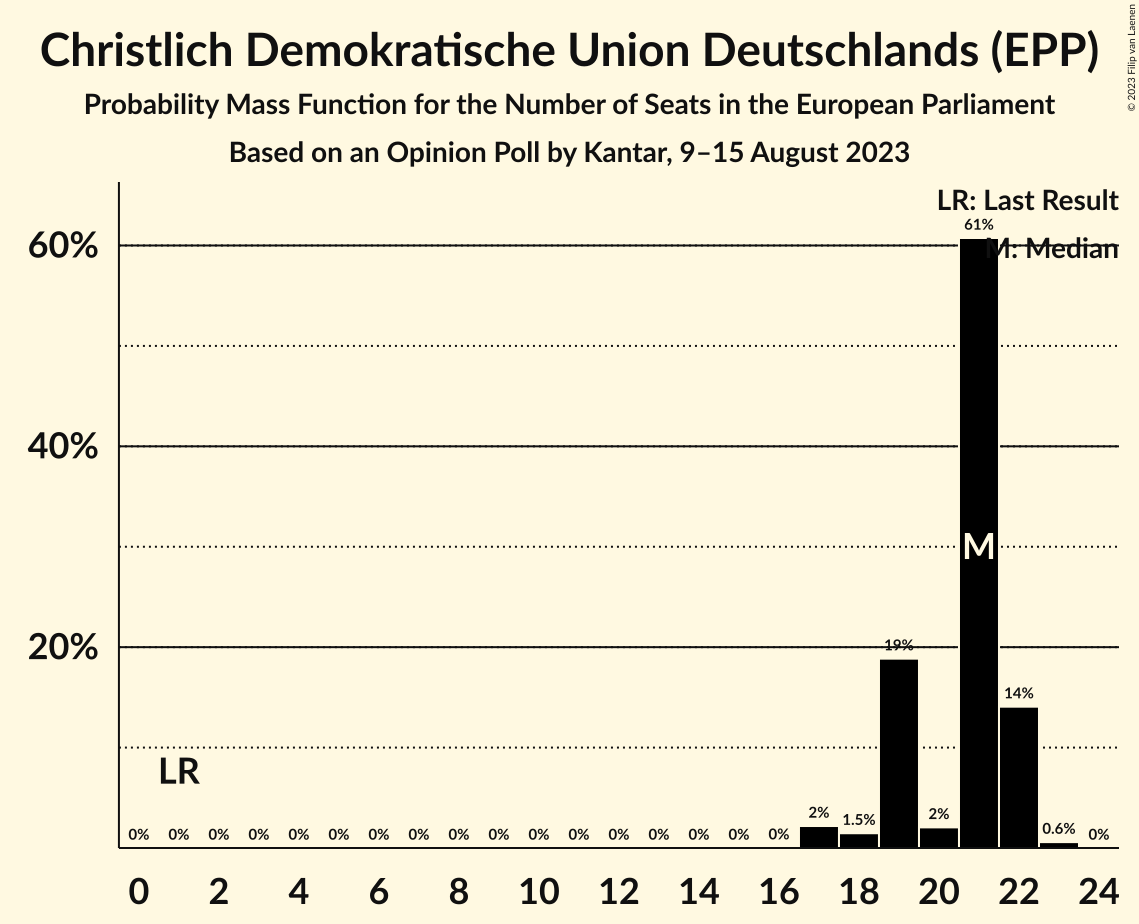 Christlich Demokratische Union Deutschlands (EPP)
Probability Mass Function for the Number of Seats in the European Parliament
Based on an Opinion Poll by Kantar, 9–15 August 2023
© 2023 Filip van Laenen
LR: Last Result
M: Median
60%
40%
20%
61%
M
19%
14%
LR
0% 0% 0% 0% 0% 0% 0% 0% 0% 0% 0% 0% 0% 0% 0% 0% 0% 2% 1.5% 2% 0.6% 0%
0 2 4 6 8 10 12 14 16 18 20 22 24